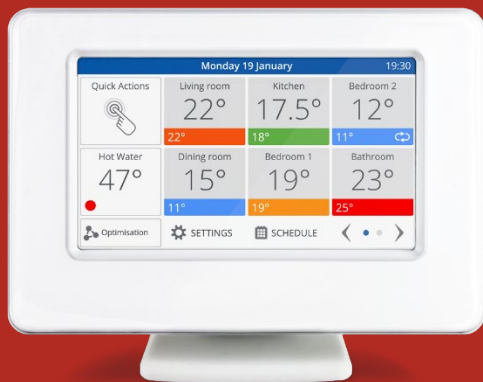 Monday 19 January 19:30
Quick Actions
Living room
22°
22°
Kitchen
17.5°
18°
Bedroom 2
12°
11°
Hot Water
47°
Dining room
15°
11°
Bedroom 1
19°
19°
Bathroom
23°
25°
Optimisation
SETTINGS
SCHEDULE